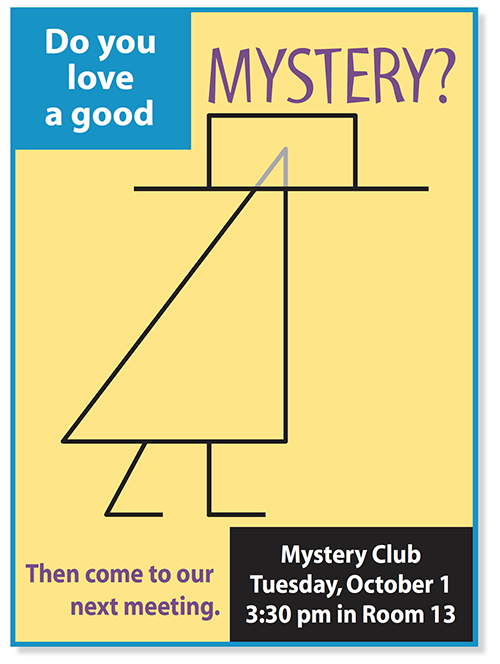 Do you
love
a good
MYSTERY?
Then come to our
next meeting.
Mystery Club
Tuesday, October 1
3:30 pm in Room 13